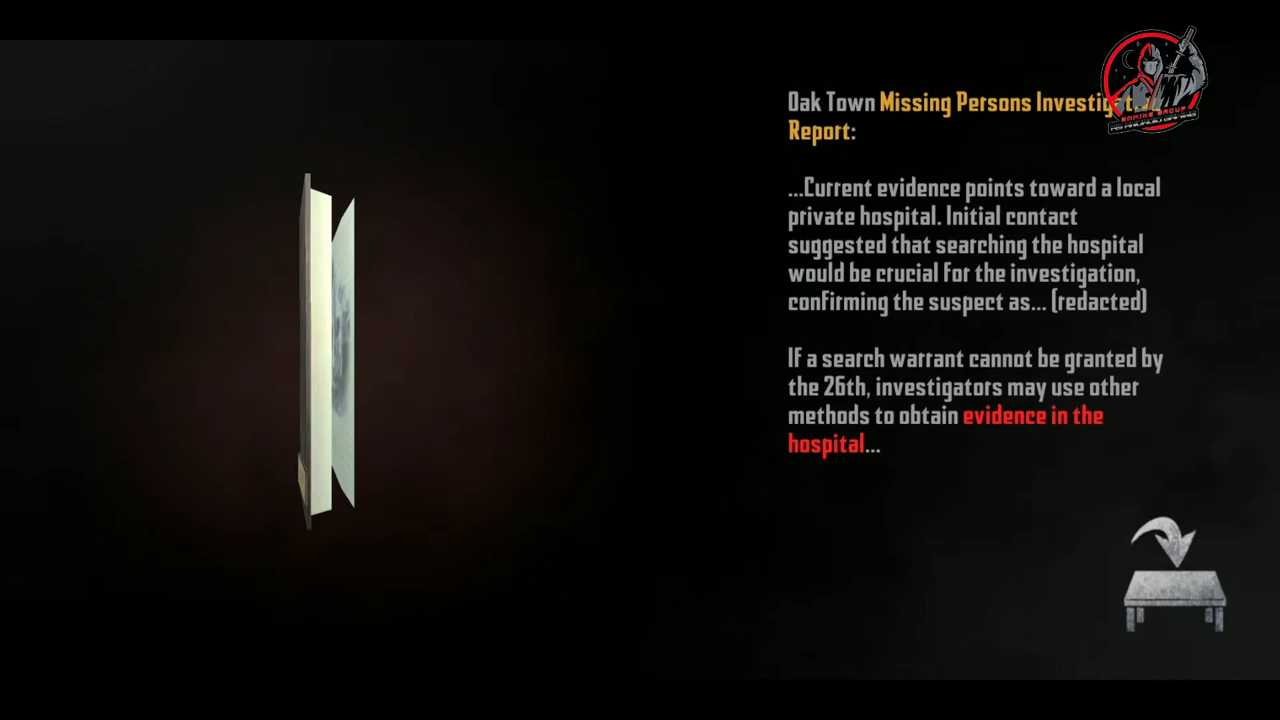 Oak Town Missing Persons
Report:
...Current evidence points toward a local
private hospital. Initial contact
suggested that searching the hospital
would be crucial for the investigation,
confirming the suspect as... (redacted)
If a search warrant cannot be granted by
the 26th, investigators may use other
methods to obtain evidence in the
hospital...
GAMING GROUP